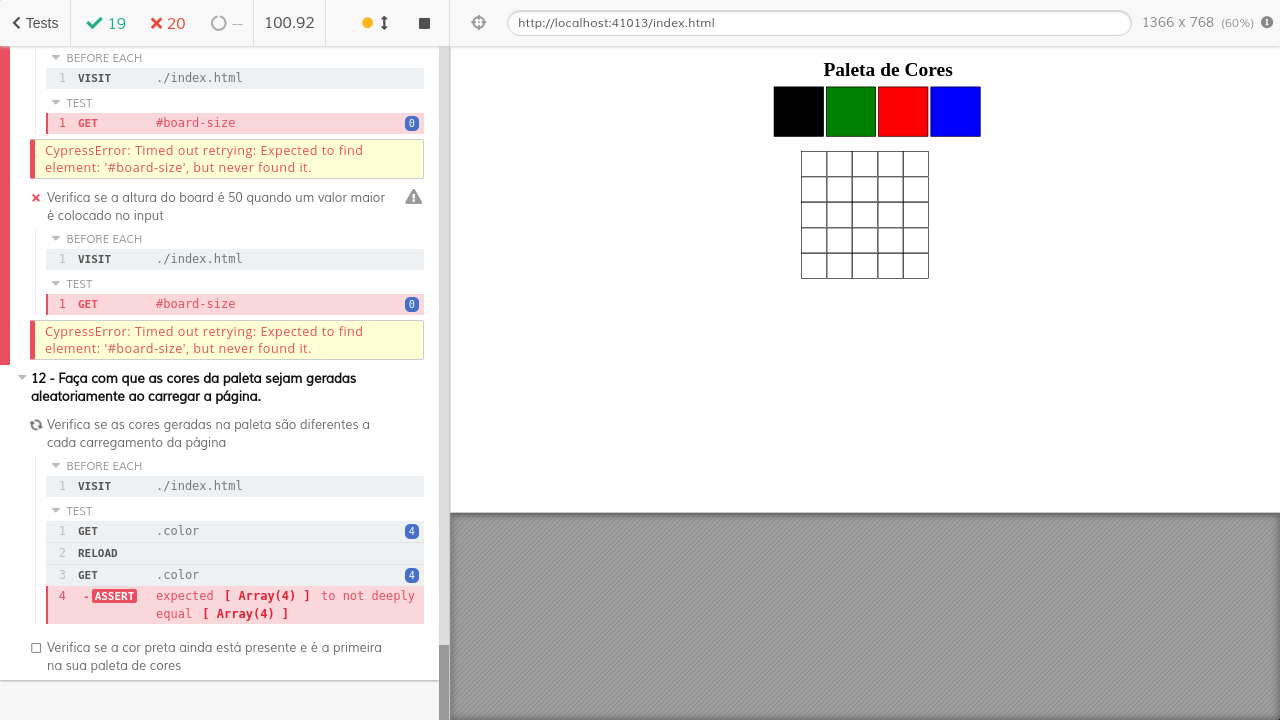 Tests
19
20
--
100.92
http://localhost:41013/index.html
1366 x 768 (60%)
BEFORE EACH
1 VISIT ./index.html
TEST
1 GET #board-size 0
CypressError: Timed out retrying: Expected to find
element: '#board-size', but never found it.
Verifica se a altura do board é 50 quando um valor maior
é colocado no input
BEFORE EACH
1 VISIT ./index.html
TEST
1 GET #board-size 0
CypressError: Timed out retrying: Expected to find
element: '#board-size', but never found it.
12 - Faça com que as cores da paleta sejam geradas
aleatoriamente ao carregar a página.
Verifica se as cores geradas na paleta são diferentes a
cada carregamento da página
BEFORE EACH
1 VISIT ./index.html
TEST
1 GET .color 4
2 RELOAD
3 GET .color 4
4 -ASSERT expected [ Array(4) ] to not deeply
equal [ Array(4) ]
Verifica se a cor preta ainda está presente e é a primeira
na sua paleta de cores
Paleta de Cores